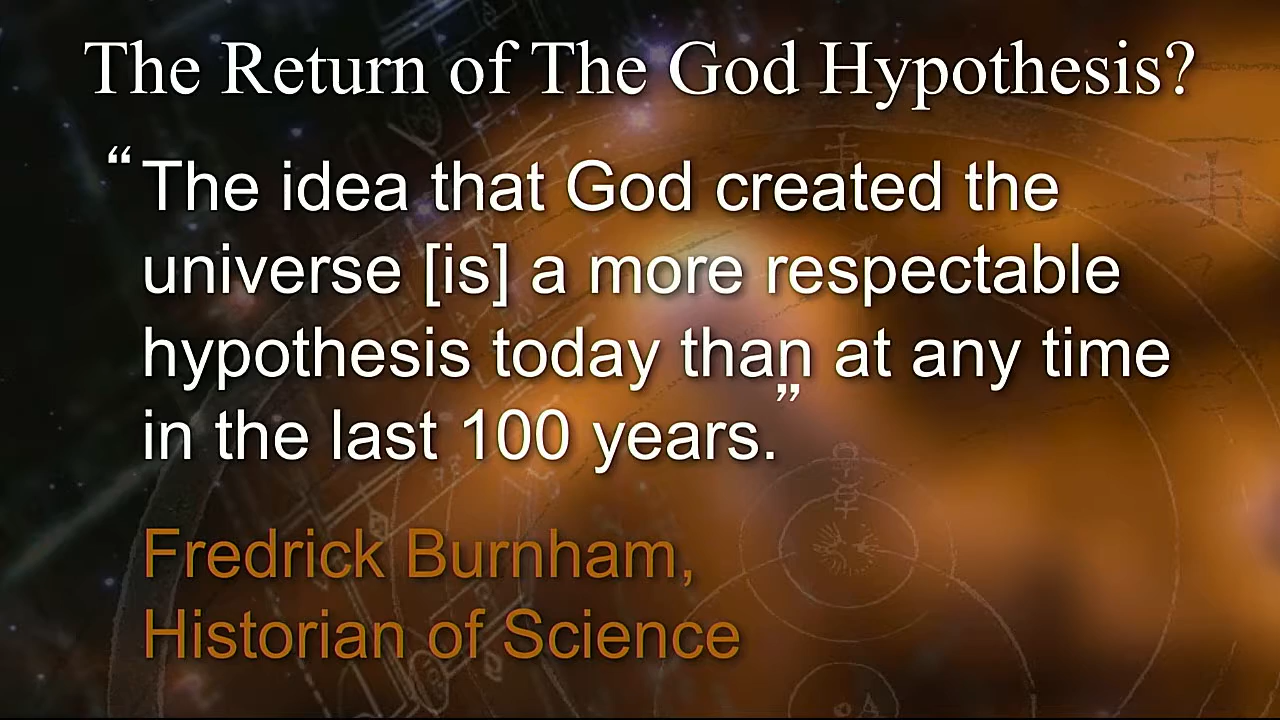 The Return of The God Hypothesis?
“The idea that God created the
universe [is] a more respectable
hypothesis today than at any time
in the last 100 years.”
Fredrick Burnham,
Historian of Science